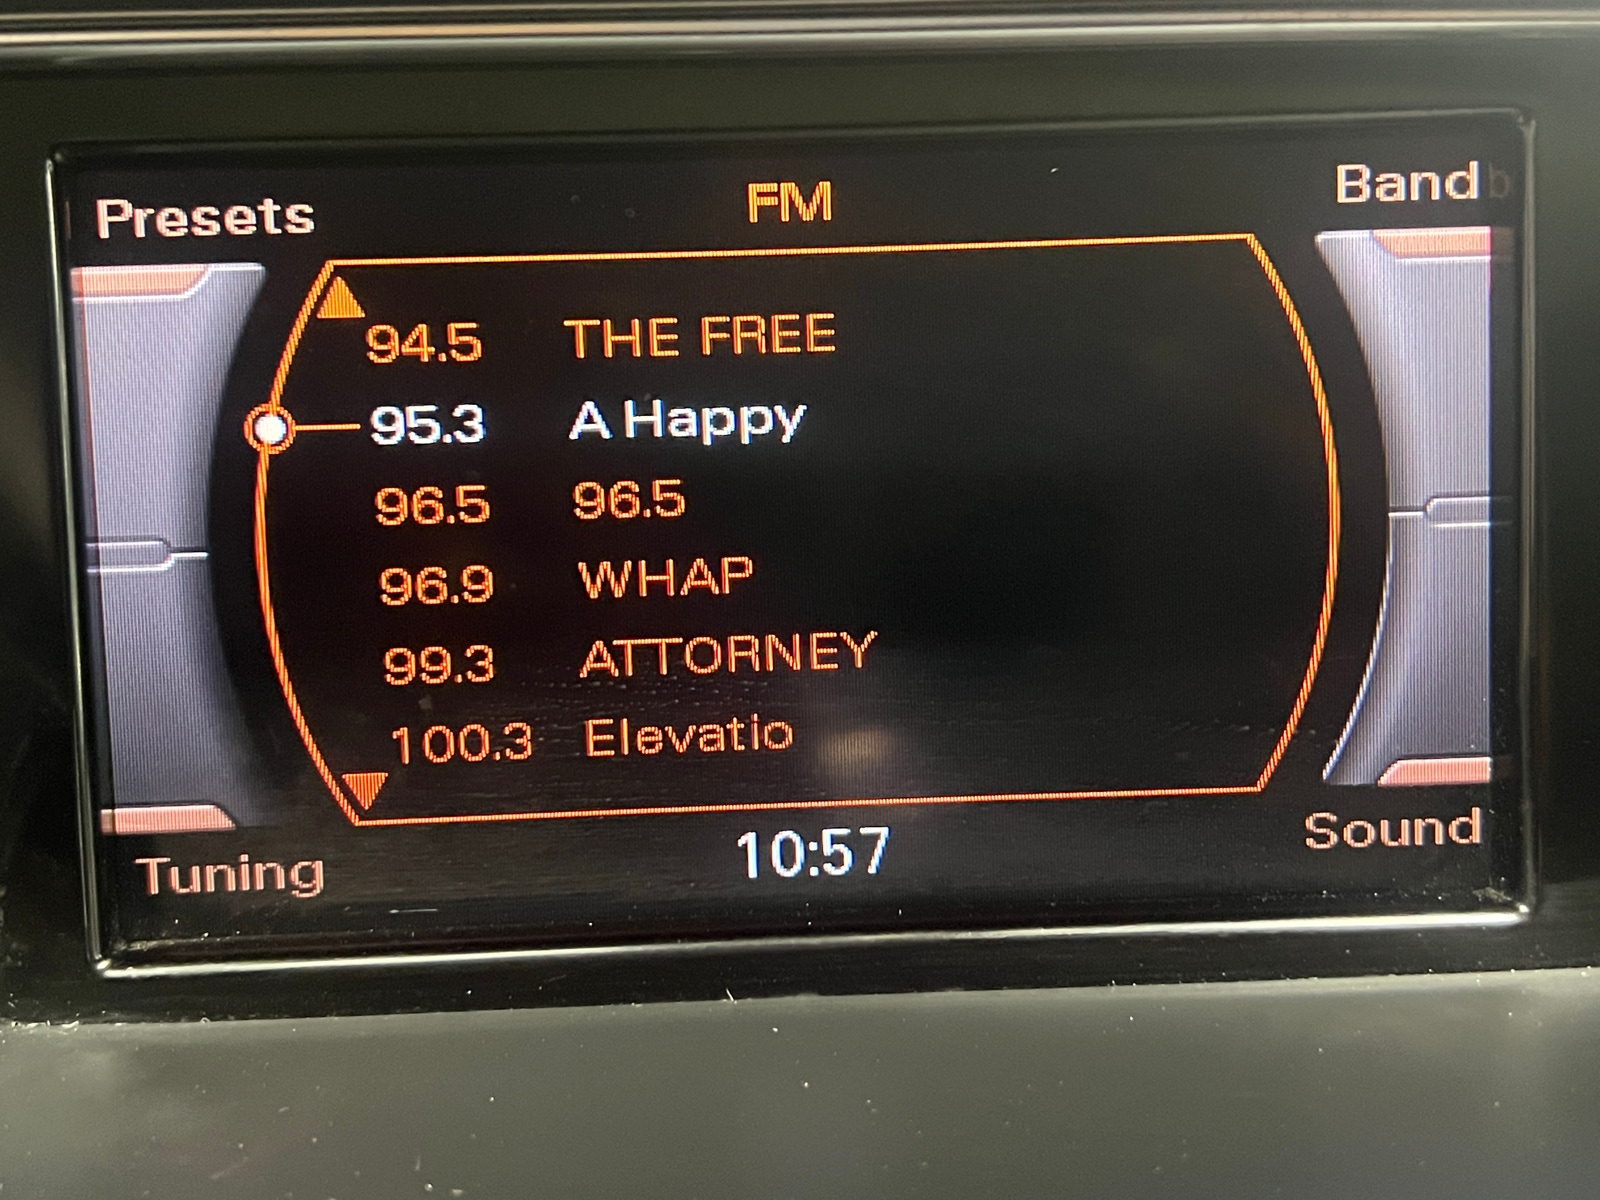 Presets FM Band
94.5 THE FREE
95.3 A Happy
96.5 96.5
96.9 WHAP
99.3 ATTORNEY
100.3 Elevatio
Tuning 10:57 Sound